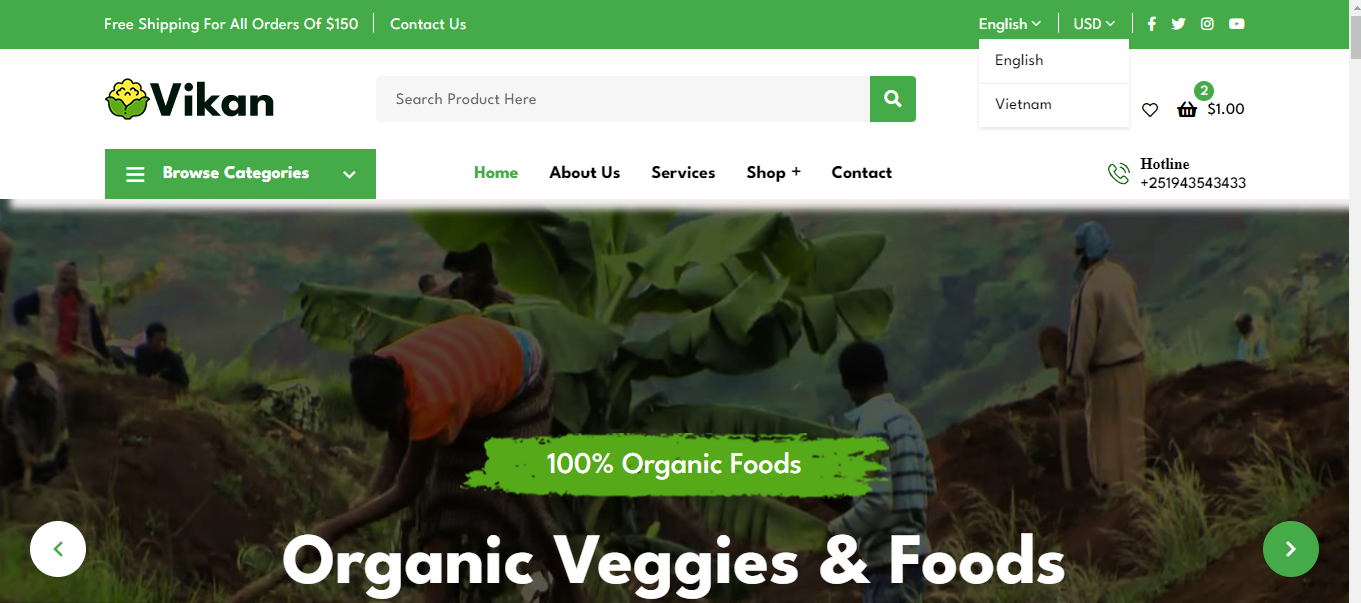 Free Shipping For All Orders Of $150
Contact Us
English
USD
English
Vietnam
Vikan
Search Product Here
2
$1.00
Browse Categories
Home
About Us
Services
Shop +
Contact
Hotline
+251943543433
100% Organic Foods
Organic Veggies & Foods